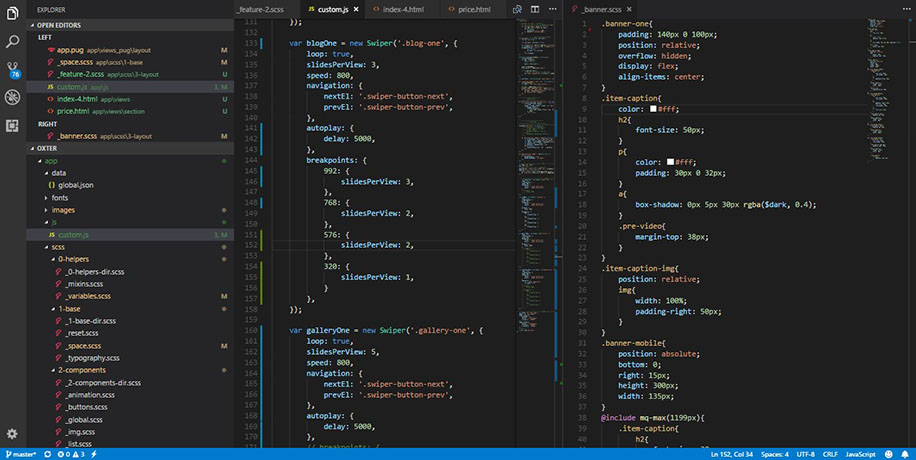 EXPLORER
OPEN EDITORS
LEFT
app.pug app\views_pug\layout M
_space.scss app\scss\1-base M
_feature-2.scss app\scss\3-layout U
JS custom.js app\js 3, M
index-4.html app\views U
price.html app\views\section U
RIGHT
_banner.scss app\scss\3-layout M
76
OXTER
app
data
{ } global.json
fonts
images
js
JS custom.js 3, M
scss
0-helpers
_0-helpers-dir.scss
_mixins.scss
_variables.scss M
1-base
_1-base-dir.scss
_reset.scss
_space.scss M
_typography.scss
2-components
_2-components-dir.scss
_animation.scss
_buttons.scss
_global.scss
_img.scss
_list.scss
_feature-2.scss
JS custom.js
index-4.html
price.html
131 });
132
133 var blogOne = new Swiper('.blog-one', {
134 loop: true,
135 slidesPerView: 3,
136 speed: 800,
137 navigation: {
138 nextEl: '.swiper-button-next',
139 prevEl: '.swiper-button-prev',
140 },
141 autoplay: {
142 delay: 5000,
143 },
144 breakpoints: {
145 992: {
146 slidesPerView: 3,
147 },
148 768: {
149 slidesPerView: 2,
150 },
151 576: {
152 slidesPerView: 2,
153 },
154 320: {
155 slidesPerView: 1,
156 }
157 },
158 });
159
160 var galleryOne = new Swiper('.gallery-one', {
161 loop: true,
162 slidesPerView: 5,
163 speed: 800,
164 navigation: {
165 nextEl: '.swiper-button-next',
166 prevEl: '.swiper-button-prev',
167 },
168 autoplay: {
169 delay: 5000,
170 },
171 // breakpoints: {
_banner.scss
1 .banner-one{
2 padding: 140px 0 100px;
3 position: relative;
4 overflow: hidden;
5 display: flex;
6 align-items: center;
7 }
8 .item-caption{
9 color: #fff;
10 h2{
11 font-size: 50px;
12 }
13 p{
14 color: #fff;
15 padding: 30px 0 32px;
16 }
17 a{
18 box-shadow: 0px 5px 30px rgba($dark, 0.4);
19 }
20 .pre-video{
21 margin-top: 38px;
22 }
23 }
24 .item-caption-img{
25 position: relative;
26 img{
27 width: 100%;
28 padding-right: 50px;
29 }
30 }
31 .banner-mobile{
32 position: absolute;
33 bottom: 0;
34 right: 15px;
35 height: 300px;
36 width: 135px;
37 }
38 @include mq-max(1199px){
39 .item-caption{
40 h2{
master* 0 3 Ln 152, Col 34 Spaces: 4 UTF-8 CRLF JavaScript